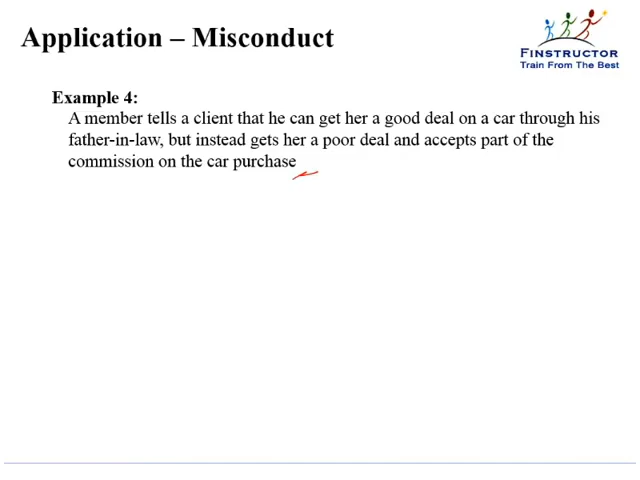 Application – Misconduct
FINSTRUCTOR
Train From The Best
Example 4:
A member tells a client that he can get her a good deal on a car through his
father-in-law, but instead gets her a poor deal and accepts part of the
commission on the car purchase